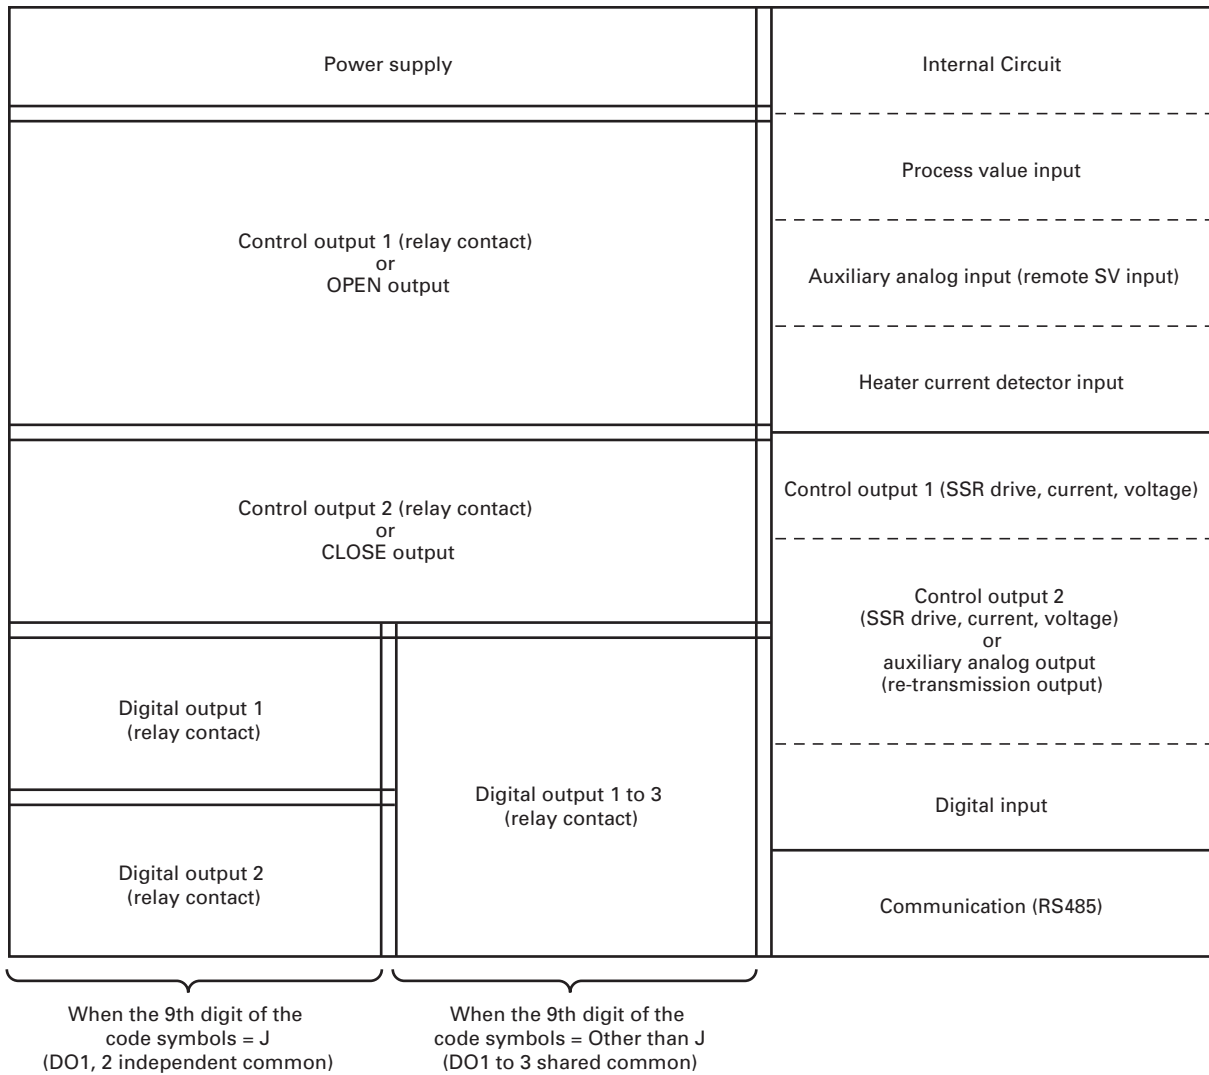 Power supply
Internal Circuit
Process value input
Control output 1 (relay contact)
or
OPEN output
Auxiliary analog input (remote SV input)
Heater current detector input
Control output 2 (relay contact)
or
CLOSE output
Control output 1 (SSR drive, current, voltage)
Control output 2
(SSR drive, current, voltage)
or
auxiliary analog output
(re-transmission output)
Digital output 1
(relay contact)
Digital output 1 to 3
(relay contact)
Digital input
Digital output 2
(relay contact)
Communication (RS485)
When the 9th digit of the
code symbols = J
(DO1, 2 independent common)
When the 9th digit of the
code symbols = Other than J
(DO1 to 3 shared common)